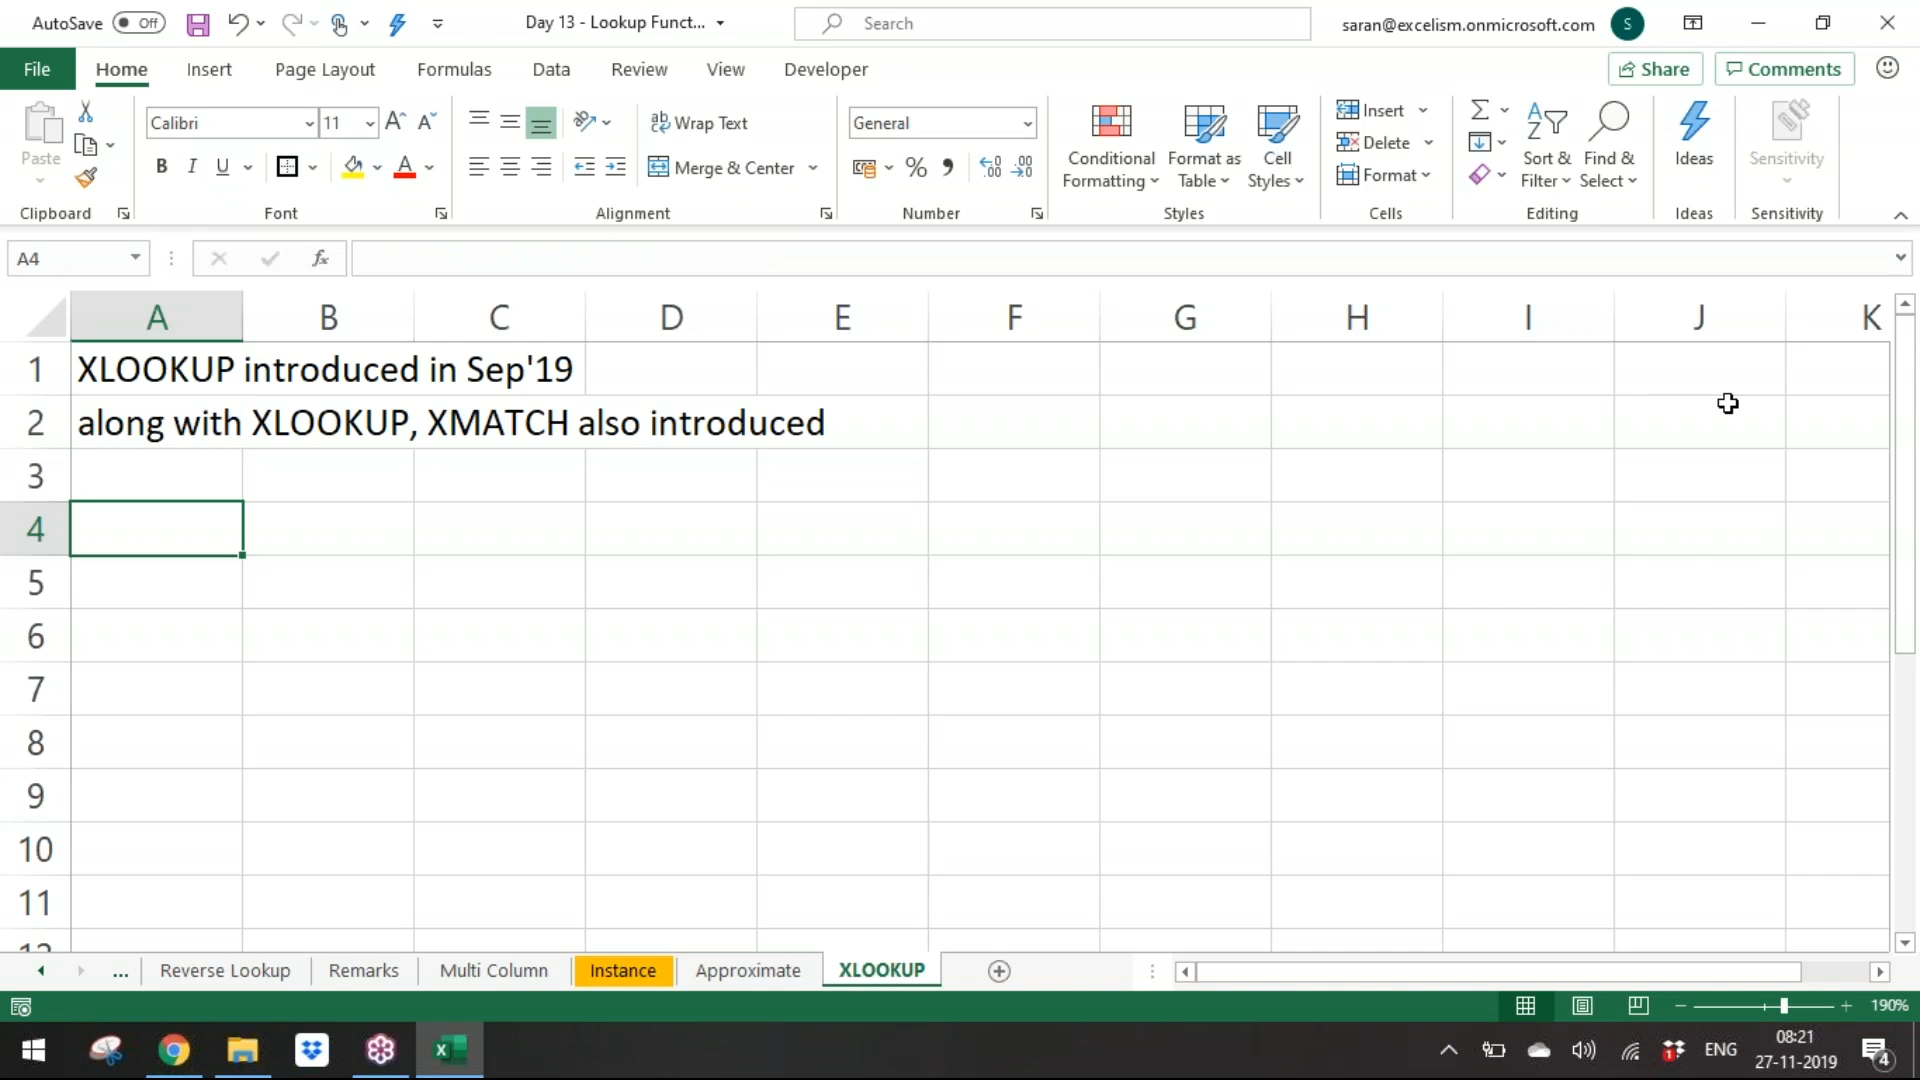 AutoSave Off Day 13 - Lookup Funct... Search saran@excelism.onmicrosoft.com S
File Home Insert Page Layout Formulas Data Review View Developer Share Comments
Paste Calibri 11 Wrap Text General Conditional Formatting Format as Table Cell Styles Insert Sort & Filter Find & Select Ideas Sensitivity
B I U A Merge & Center % Delete
Format
Clipboard Font Alignment Number Styles Cells Editing Ideas Sensitivity
A4 fx
A B C D E F G H I J K
1 XLOOKUP introduced in Sep'19
2 along with XLOOKUP, XMATCH also introduced
3
4
5
6
7
8
9
10
11
12
... Reverse Lookup Remarks Multi Column Instance Approximate XLOOKUP
190%
ENG 08:21
27-11-2019 4